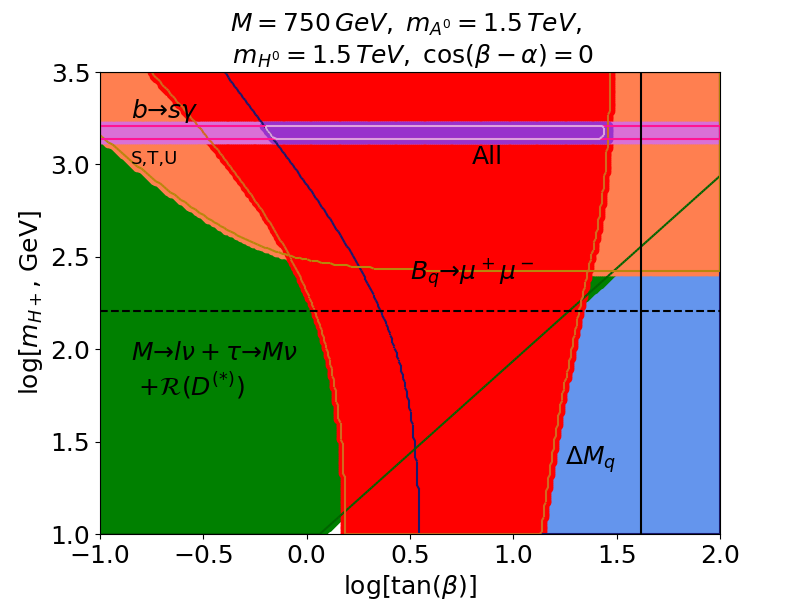 M = 750 GeV, m_{A^0} = 1.5 TeV,
m_{H^0} = 1.5 TeV, cos(β − α) = 0
3.5
b→sγ
S,T,U
All
3.0
B_q→μ^+ μ^−
2.5
log[m_{H+}, GeV]
2.0
M→lν + τ→Mν
+ℛ(D^{(*)})
1.5
ΔM_q
1.0
−1.0 −0.5 0.0 0.5 1.0 1.5 2.0
log[tan(β)]